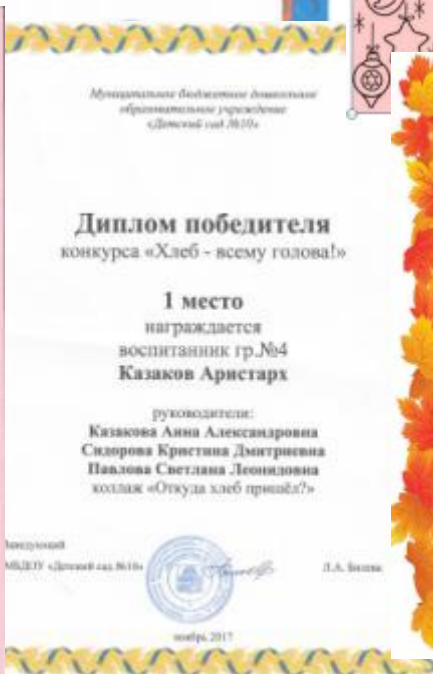 Муниципальное бюджетное дошкольное
образовательное учреждение
«Детский сад №10»
Диплом победителя
конкурса «Хлеб - всему голова!»
1 место
награждается
воспитанник гр.№4
Казаков Аристарх
руководители:
Казакова Анна Александровна
Сидорова Кристина Дмитриевна
Павлова Светлана Леонидовна
коллаж «Откуда хлеб пришёл?»
Заведующий
МБДОУ «Детский сад №10»
Л.А.
ноябрь 2017